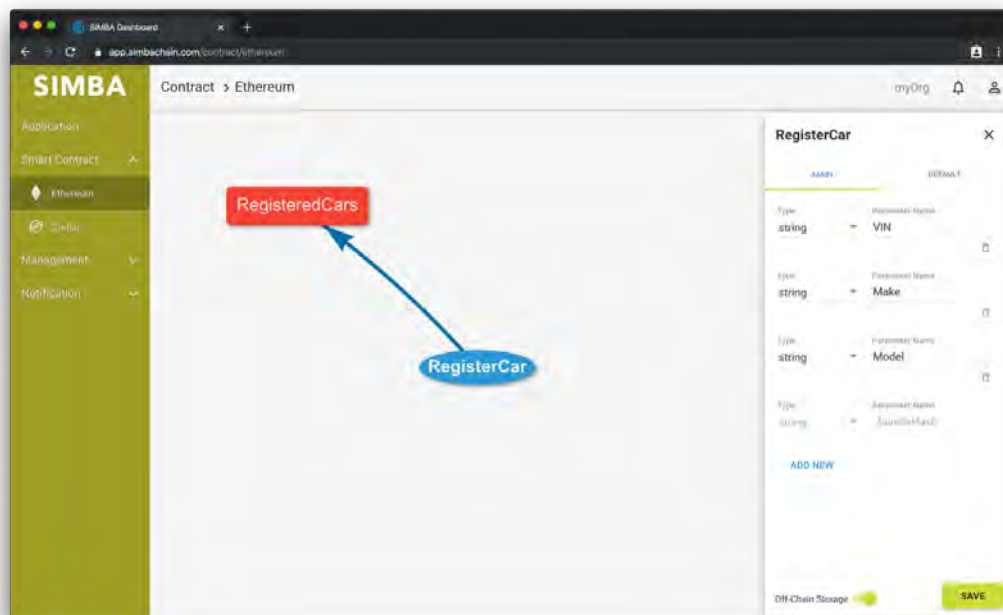 SIMBA Dashboard
app.simbachain.com/contract/ethereum
SIMBA
Contract > Ethereum
myOrg
Application
Smart Contract
Ethereum
Stellar
Management
Notification
RegisteredCars
RegisterCar
RegisterCar
MAIN
DEFAULT
Type
Parameter Name
string
VIN
Type
Parameter Name
string
Make
Type
Parameter Name
string
Model
Type
Parameter Name
string
ADD NEW
Off-Chain Storage
SAVE